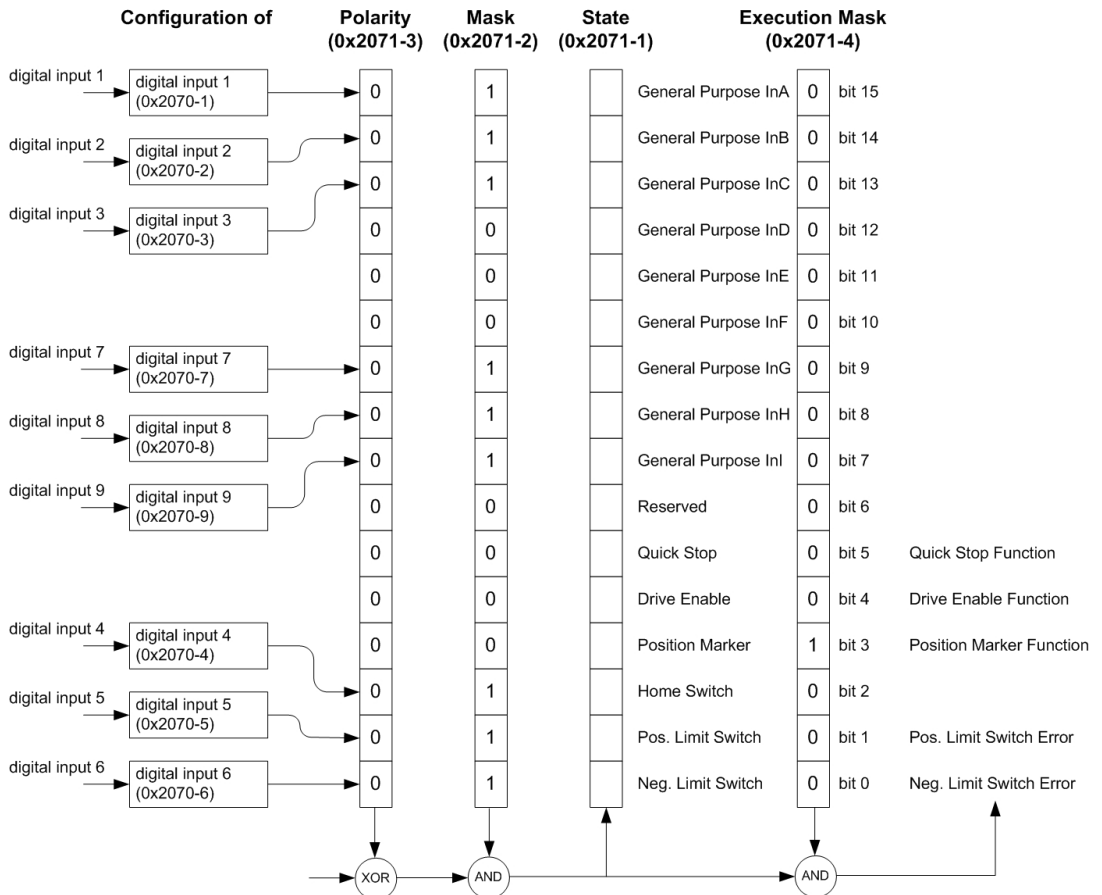 Configuration of Polarity Mask State Execution Mask
(0x2071-3) (0x2071-2) (0x2071-1) (0x2071-4)
digital input 1 digital input 1 0 1 General Purpose InA 0 bit 15
(0x2070-1)
digital input 2 digital input 2 0 1 General Purpose InB 0 bit 14
(0x2070-2)
0 1 General Purpose InC 0 bit 13
digital input 3 digital input 3 0 0 General Purpose InD 0 bit 12
(0x2070-3)
0 0 General Purpose InE 0 bit 11
0 0 General Purpose InF 0 bit 10
digital input 7 digital input 7 0 1 General Purpose InG 0 bit 9
(0x2070-7)
digital input 8 digital input 8 0 1 General Purpose InH 0 bit 8
(0x2070-8)
0 1 General Purpose InI 0 bit 7
digital input 9 digital input 9 0 0 Reserved 0 bit 6
(0x2070-9)
0 0 Quick Stop 0 bit 5 Quick Stop Function
0 0 Drive Enable 0 bit 4 Drive Enable Function
digital input 4 digital input 4 0 0 Position Marker 1 bit 3 Position Marker Function
(0x2070-4)
0 1 Home Switch 0 bit 2
digital input 5 digital input 5 0 1 Pos. Limit Switch 0 bit 1 Pos. Limit Switch Error
(0x2070-5)
digital input 6 digital input 6 0 1 Neg. Limit Switch 0 bit 0 Neg. Limit Switch Error
(0x2070-6)
XOR AND AND